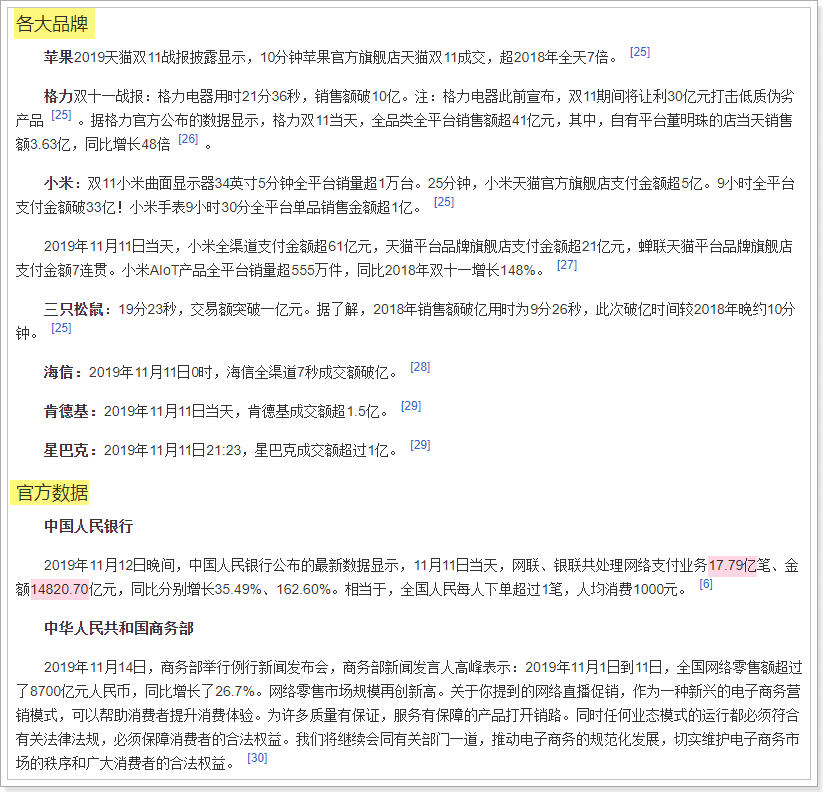 各大品牌
苹果2019天猫双11战报披露显示，10分钟苹果官方旗舰店天猫双11成交，超2018年全天7倍。 [25]
格力双十一战报：格力电器用时21分36秒，销售额破10亿。注：格力电器此前宣布，双11期间将让利30亿元打击低质伪劣
产品 [25] 。据格力官方公布的数据显示，格力双11当天，全品类全平台销售额超41亿元，其中，自有平台董明珠的店当天销售
额3.63亿，同比增长48倍 [26] 。
小米：双11小米曲面显示器34英寸5分钟全平台销量超1万台。25分钟，小米天猫官方旗舰店支付金额超5亿。9小时全平台
支付金额破33亿！小米手表9小时30分全平台单品销售金额超1亿。 [25]
2019年11月11日当天，小米全渠道支付金额超61亿元，天猫平台品牌旗舰店支付金额超21亿元，蝉联天猫平台品牌旗舰店
支付金额7连贯。小米AIoT产品全平台销量超555万件，同比2018年双十一增长148%。 [27]
三只松鼠：19分23秒，交易额突破一亿元。据了解，2018年销售额破亿用时为9分26秒，此次破亿时间较2018年晚约10分
钟。 [25]
海信：2019年11月11日0时，海信全渠道7秒成交额破亿。 [28]
肯德基：2019年11月11日当天，肯德基成交额超1.5亿。 [29]
星巴克：2019年11月11日21:23，星巴克成交额超过1亿。 [29]
官方数据
中国人民银行
2019年11月12日晚间，中国人民银行公布的最新数据显示，11月11日当天，网联、银联共处理网络支付业务17.79亿笔、金
额14820.70亿元，同比分别增长35.49%、162.60%。相当于，全国人民每人下单超过1笔，人均消费1000元。 [6]
中华人民共和国商务部
2019年11月14日，商务部举行例行新闻发布会，商务部新闻发言人高峰表示：2019年11月1日到11日，全国网络零售额超过
了8700亿元人民币，同比增长了26.7%。网络零售市场规模再创新高。关于你提到的网络直播促销，作为一种新兴的电子商务营
销模式，可以帮助消费者提升消费体验。为许多质量有保证，服务有保障的产品打开销路。同时任何业态模式的运行都必须符合
有关法律法规，必须保障消费者的合法权益。我们将继续会同有关部门一道，推动电子商务的规范化发展，切实维护电子商务市
场的秩序和广大消费者的合法权益。 [30]